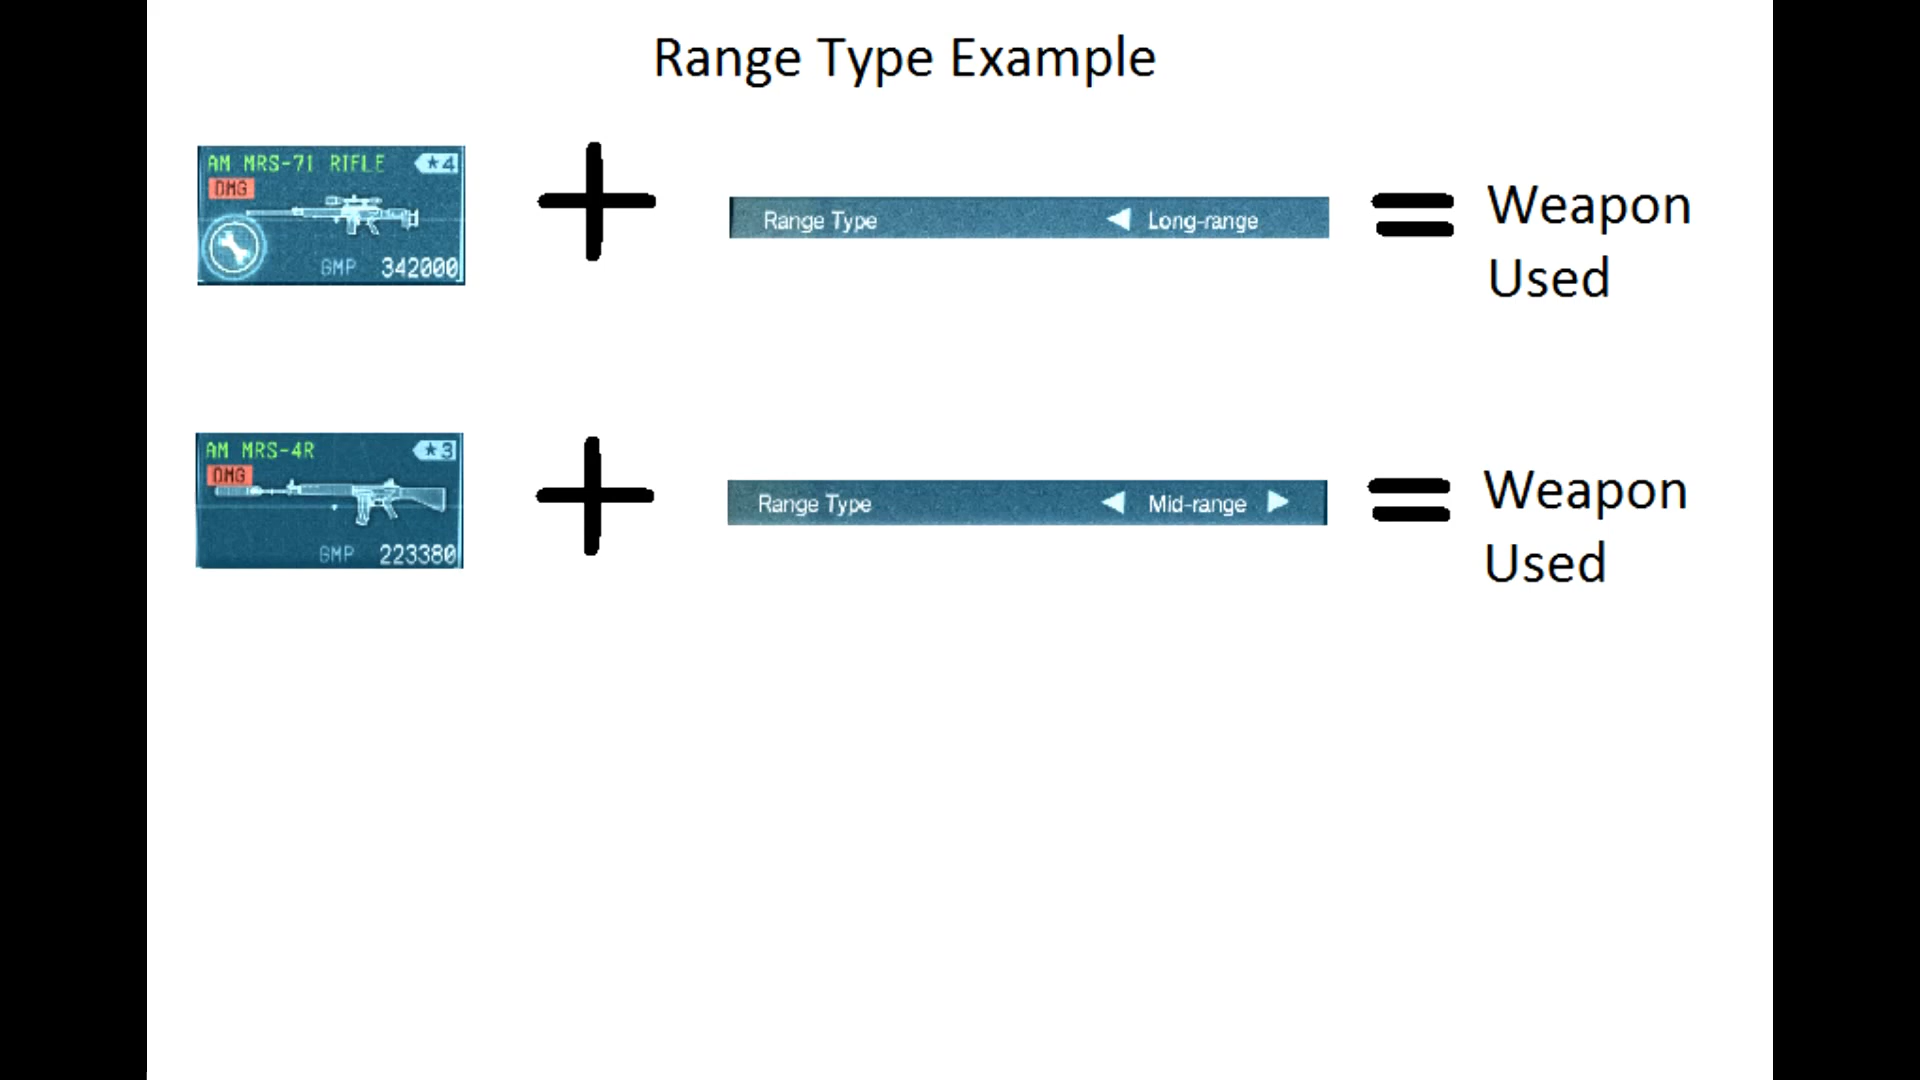 Range Type Example
AM MRS-71 RIFLE ★4
DMG
GMP 342000
Range Type ◀ Long-range
Weapon
Used
AM MRS-4R ★3
DMG
GMP 223380
Range Type ◀ Mid-range ▶
Weapon
Used